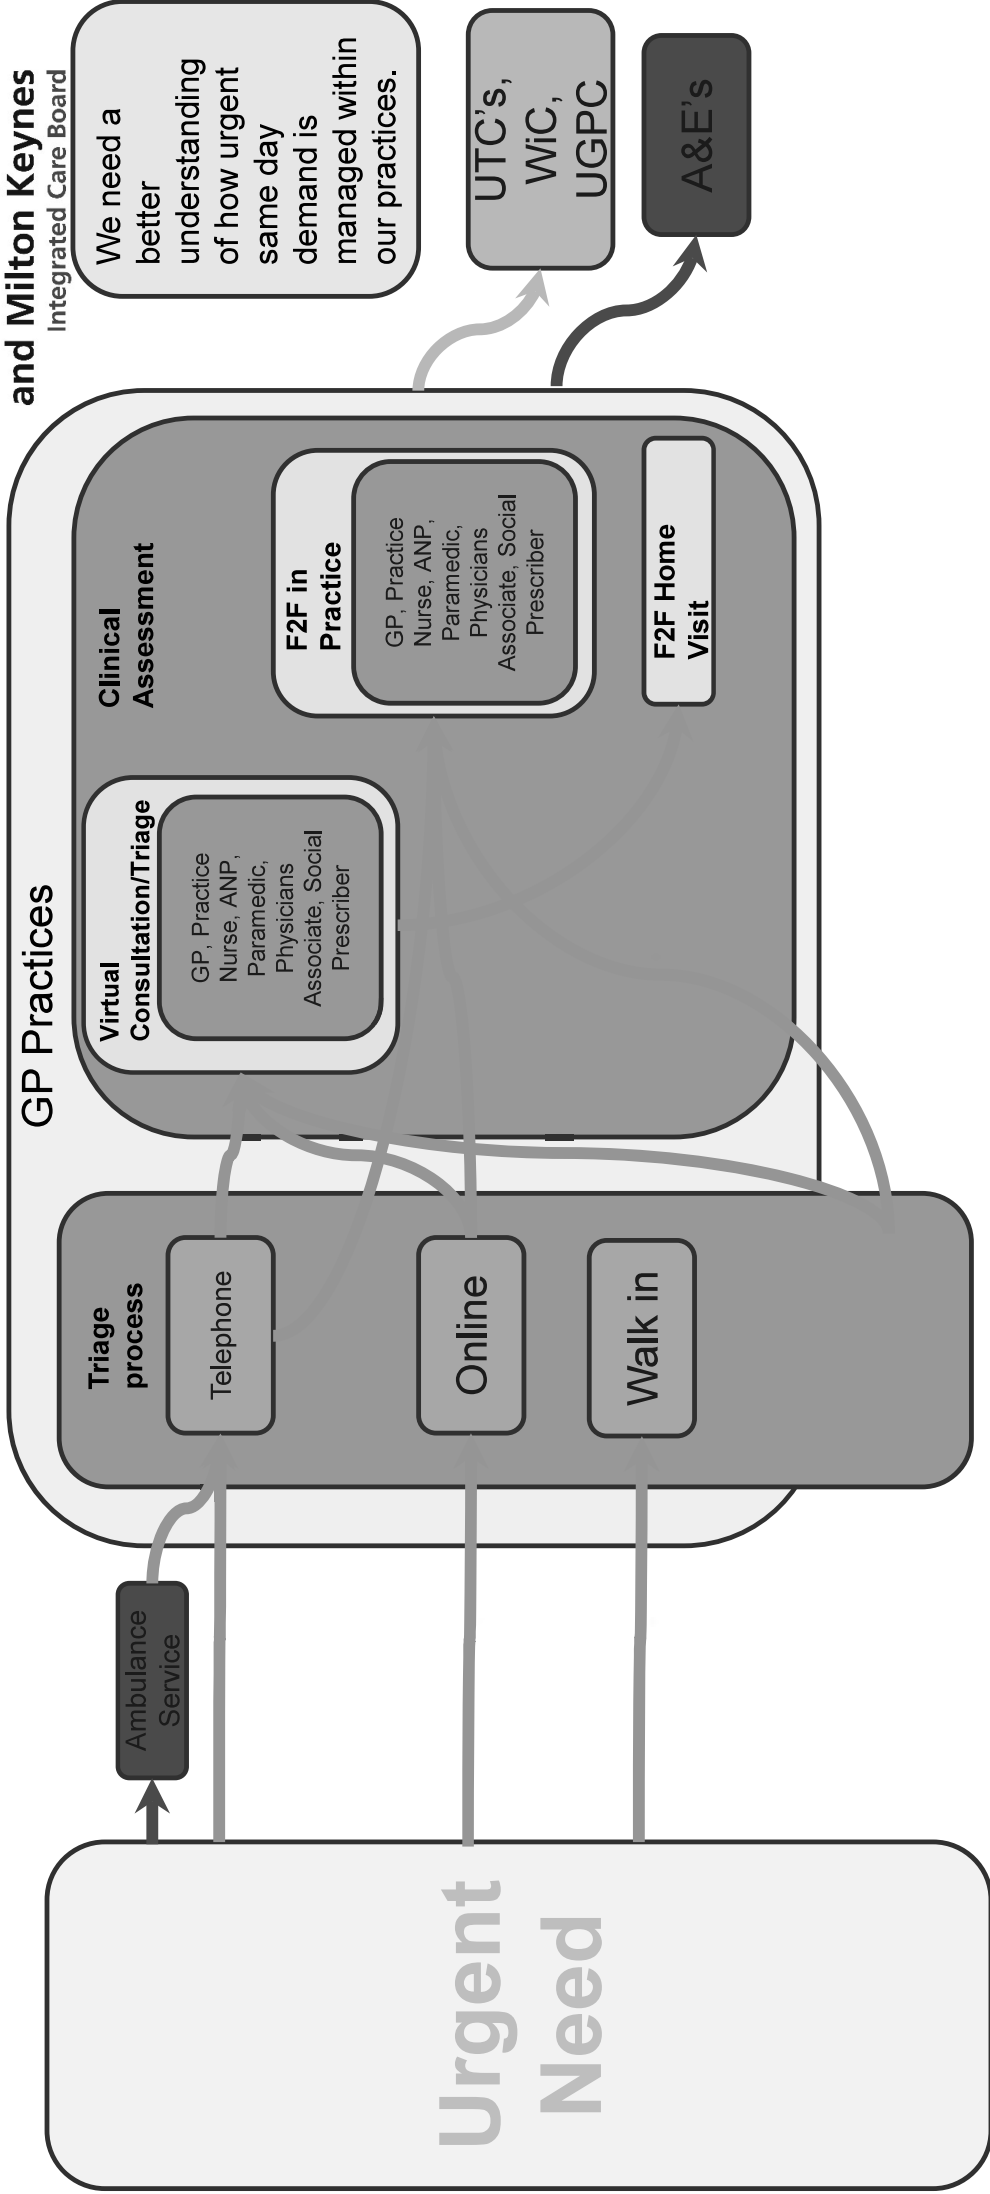 and Milton Keynes
Integrated Care Board
GP Practices
We need a
better
understanding
of how urgent
same day
demand is
managed within
our practices.
Urgent
Need
Ambulance
Service
Triage
process
Telephone
Online
Walk in
Clinical
Assessment
Virtual
Consultation/Triage
GP, Practice
Nurse, ANP,
Paramedic,
Physicians
Associate, Social
Prescriber
F2F in
Practice
GP, Practice
Nurse, ANP,
Paramedic,
Physicians
Associate, Social
Prescriber
F2F Home
Visit
UTC's,
WiC,
UGPC
A&E's